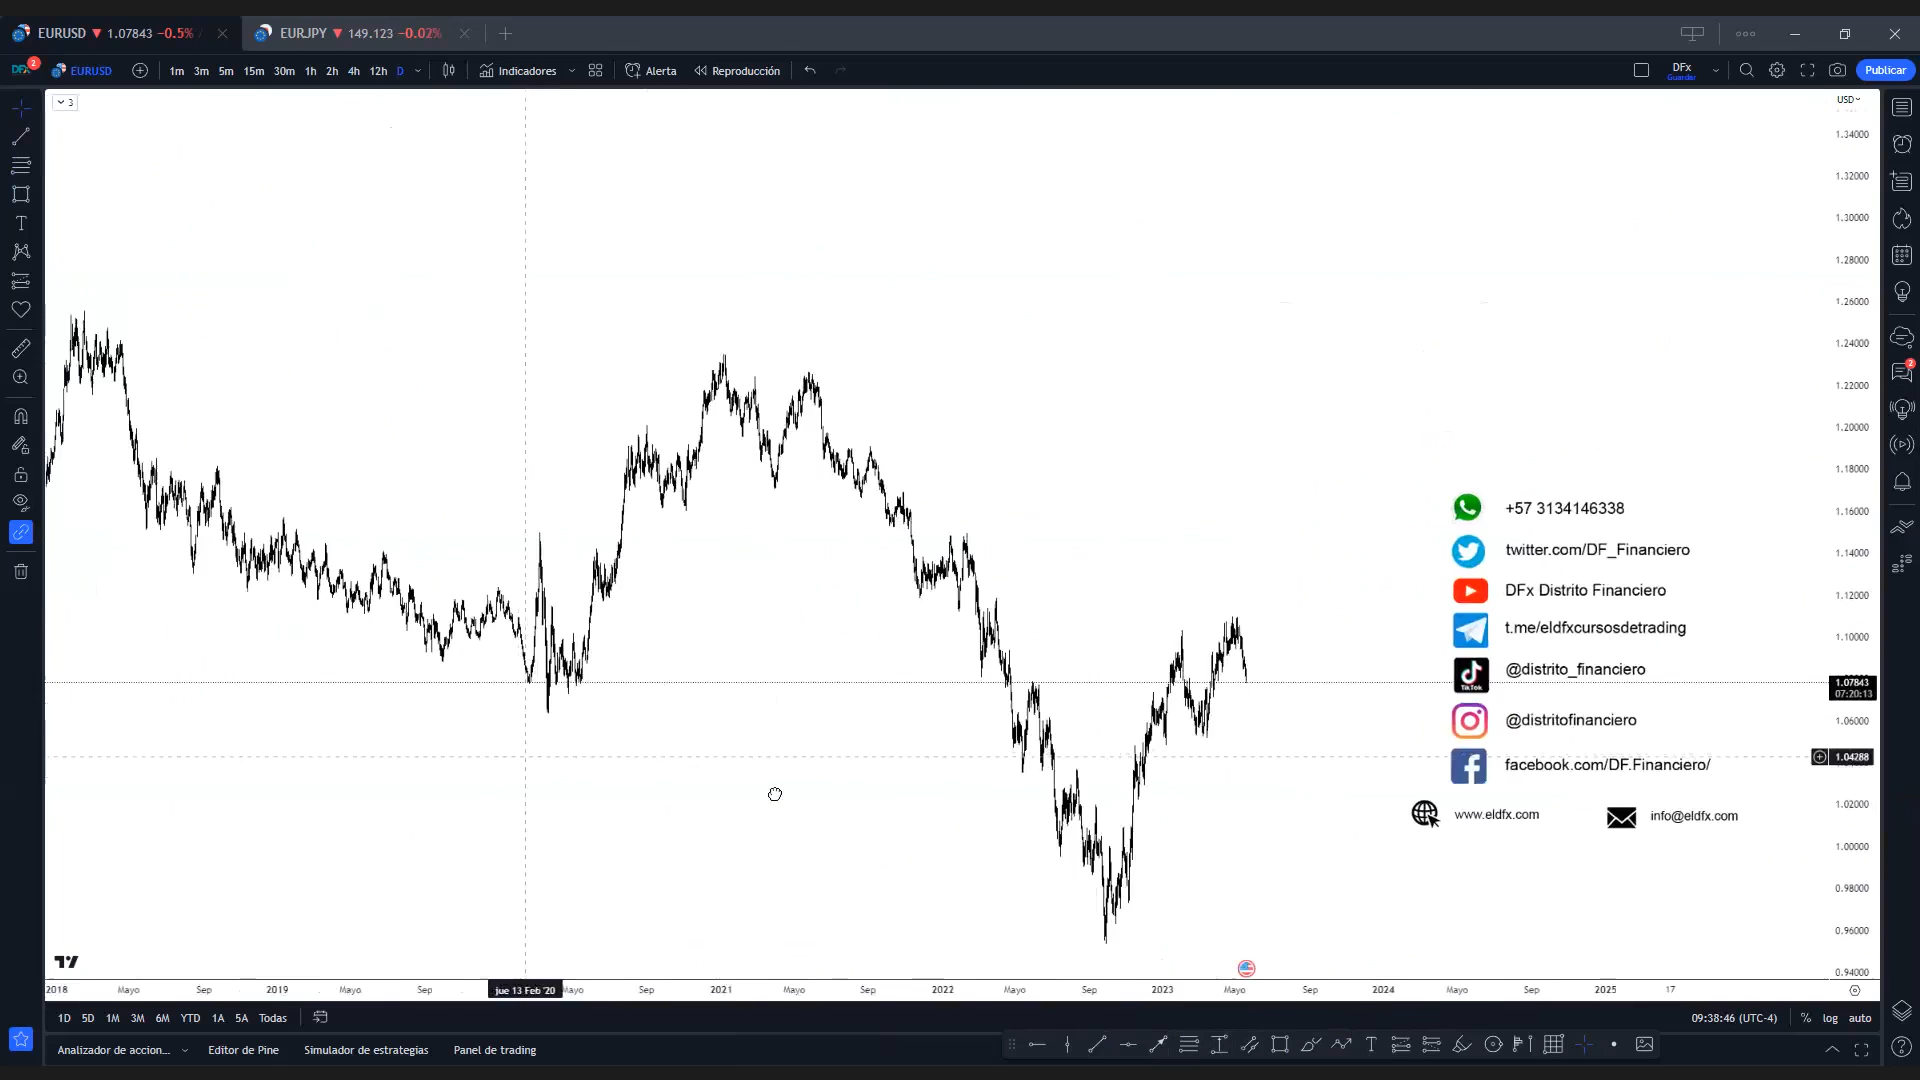 EURUSD ▼ 1.07843 −0.5% /
EURJPY ▼ 149.123 −0.02%
DFx 2
EURUSD
1m 3m 5m 15m 30m 1h 2h 4h 12h D
Indicadores
Alerta
Reproducción
DFx
Guardar
Publicar
3
USD
1.34000
1.32000
1.30000
1.28000
1.26000
1.24000
1.22000
1.20000
1.18000
1.16000
1.14000
1.12000
1.10000
1.07843
07:20:13
1.06000
1.04288
1.02000
1.00000
0.98000
0.96000
0.94000
2
+57 3134146338
twitter.com/DF_Financiero
DFx Distrito Financiero
t.me/eldfxcursosdetrading
TikTok
@distrito_financiero
@distritofinanciero
facebook.com/DF.Financiero/
www.eldfx.com info@eldfx.com
2018 Mayo Sep 2019 Mayo Sep jue 13 Feb '20 Mayo Sep 2021 Mayo Sep 2022 Mayo Sep 2023 Mayo Sep 2024 Mayo Sep 2025 17
1D 5D 1M 3M 6M YTD 1A 5A Todas
09:38:46 (UTC-4) % log auto
Analizador de accion... Editor de Pine Simulador de estrategias Panel de trading